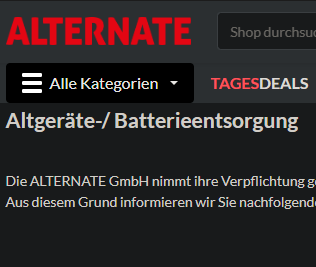 ALTERNATE
Shop durchsuc
Alle Kategorien
TAGESDEALS
Altgeräte-/ Batterieentsorgung
Die ALTERNATE GmbH nimmt ihre Verpflichtung
Aus diesem Grund informieren wir Sie nachfolgend